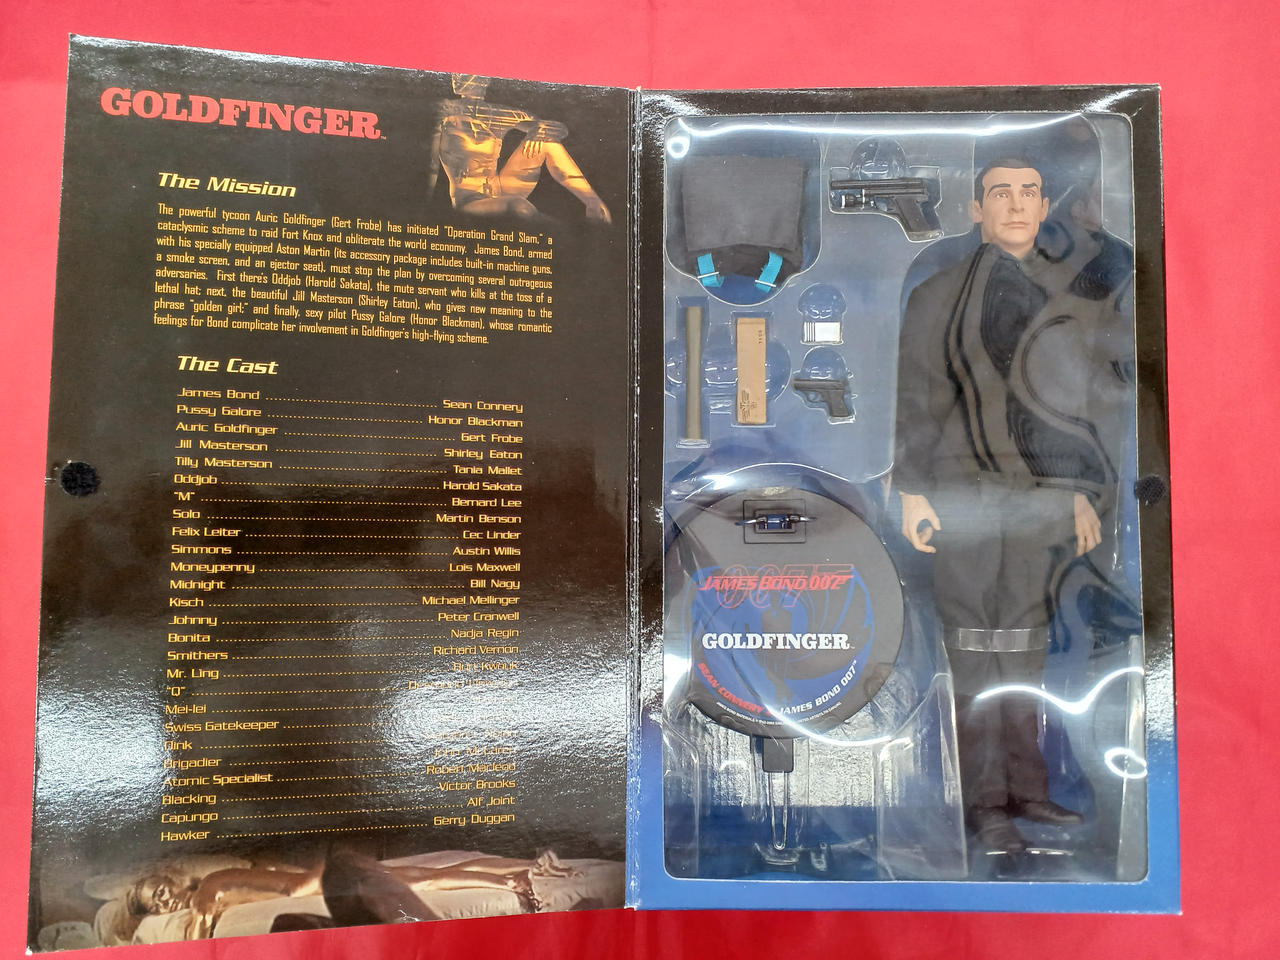 GOLDFINGER™
The Mission
The powerful tycoon Auric Goldfinger (Gert Frobe) has initiated "Operation Grand Slam," a
cataclysmic scheme to raid Fort Knox and obliterate the world economy. James Bond, armed
with his specially equipped Aston Martin (its accessory package includes built-in machine guns,
a smoke screen, and an ejector seat), must stop the plan by overcoming several outrageous
adversaries. First there's Oddjob (Harold Sakata), the mute servant who kills at the toss of a
lethal hat; next, the beautiful Jill Masterson (Shirley Eaton), who gives new meaning to the
phrase "golden girl;" and finally, sexy pilot Pussy Galore (Honor Blackman), whose romantic
feelings for Bond complicate her involvement in Goldfinger's high-flying scheme.
The Cast
James Bond Sean Connery
Pussy Galore Honor Blackman
Auric Goldfinger Gert Frobe
Jill Masterson Shirley Eaton
Tilly Masterson Tania Mallet
Oddjob Harold Sakata
"M" Bernard Lee
Solo Martin Benson
Felix Leiter Cec Linder
Simmons Austin Willis
Moneypenny Lois Maxwell
Midnight Bill Nagy
Kisch Michael Mellinger
Johnny Peter Cranwell
Bonita Nadja Regin
Smithers Richard Vernon
Mr. Ling Burt Kwouk
"Q"
Mei-lei
Swiss Gatekeeper
Qink
Brigadier
Atomic Specialist Robert Macleod
Blacking Victor Brooks
Capungo Alf Joint
Hawker Gerry Duggan
007
JAMES BOND 007
GOLDFINGER™
SEAN CONNERY JAMES BOND 007